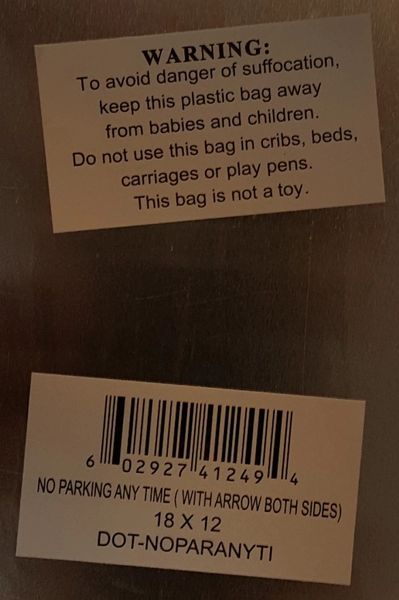 WARNING:
To avoid danger of suffocation,
keep this plastic bag away
from babies and children.
Do not use this bag in cribs, beds,
carriages or play pens.
This bag is not a toy.
6 02927 41249 4
NO PARKING ANY TIME ( WITH ARROW BOTH SIDES)
18 X 12
DOT-NOPARANYTI